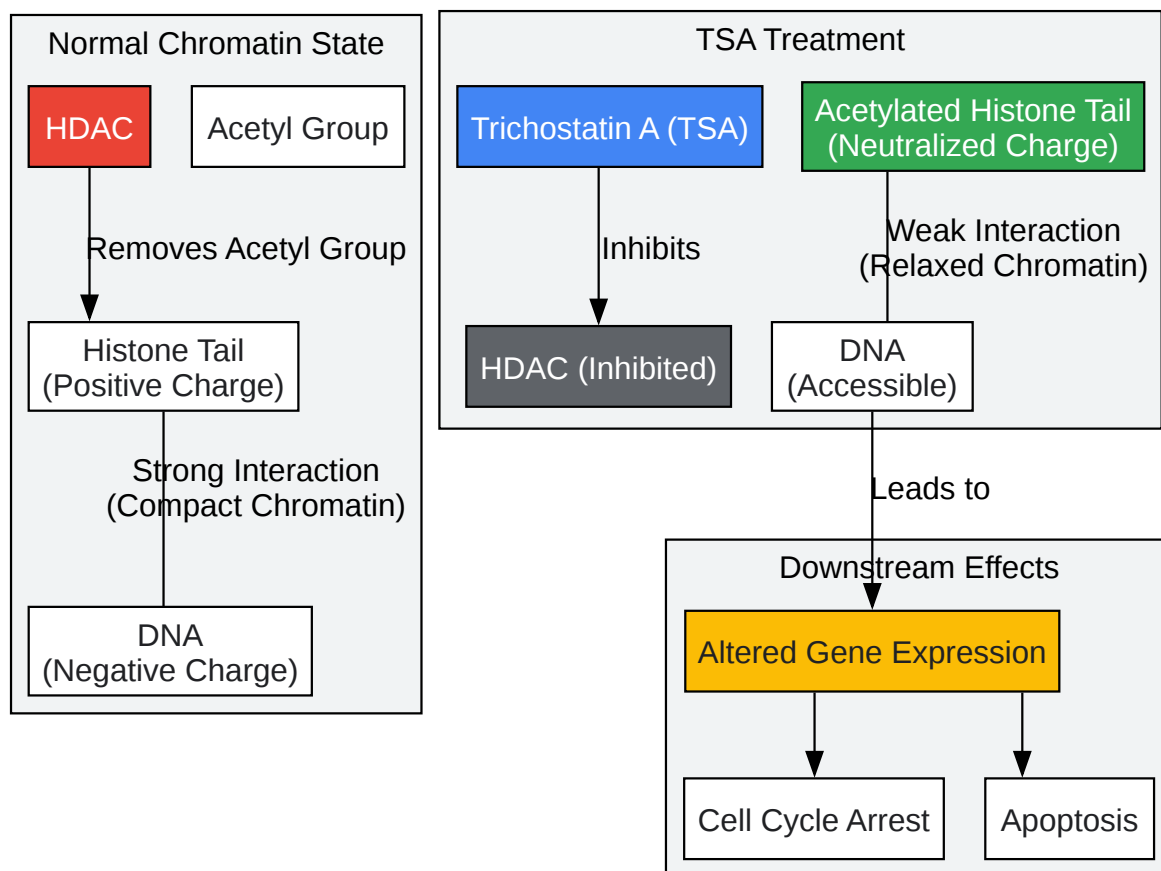 Normal Chromatin State
HDAC
Acetyl Group
Removes Acetyl Group
Histone Tail
(Positive Charge)
Strong Interaction
(Compact Chromatin)
DNA
(Negative Charge)
TSA Treatment
Trichostatin A (TSA)
Acetylated Histone Tail
(Neutralized Charge)
Inhibits
Weak Interaction
(Relaxed Chromatin)
HDAC (Inhibited)
DNA
(Accessible)
Leads to
Downstream Effects
Altered Gene Expression
Cell Cycle Arrest
Apoptosis